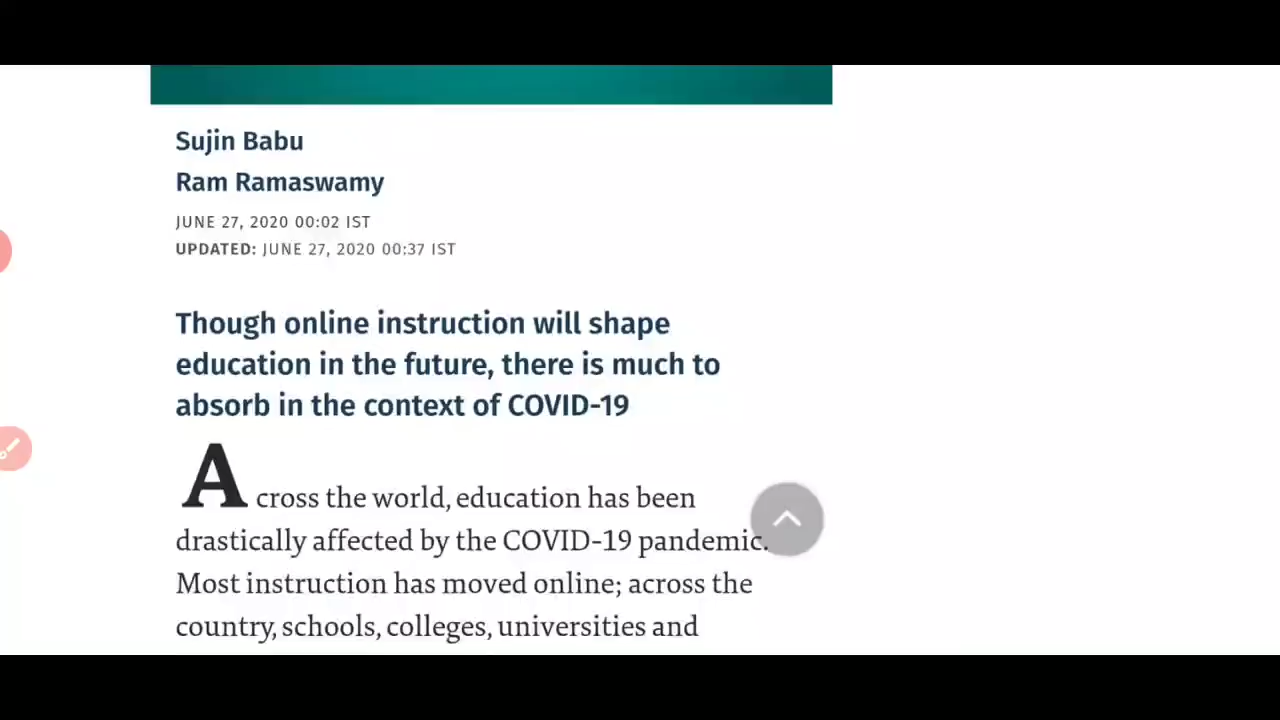 Sujin Babu
Ram Ramaswamy
JUNE 27, 2020 00:02 IST
UPDATED: JUNE 27, 2020 00:37 IST
Though online instruction will shape
education in the future, there is much to
absorb in the context of COVID-19
Across the world, education has been
drastically affected by the COVID-19 pandemic.
Most instruction has moved online; across the
country, schools, colleges, universities and